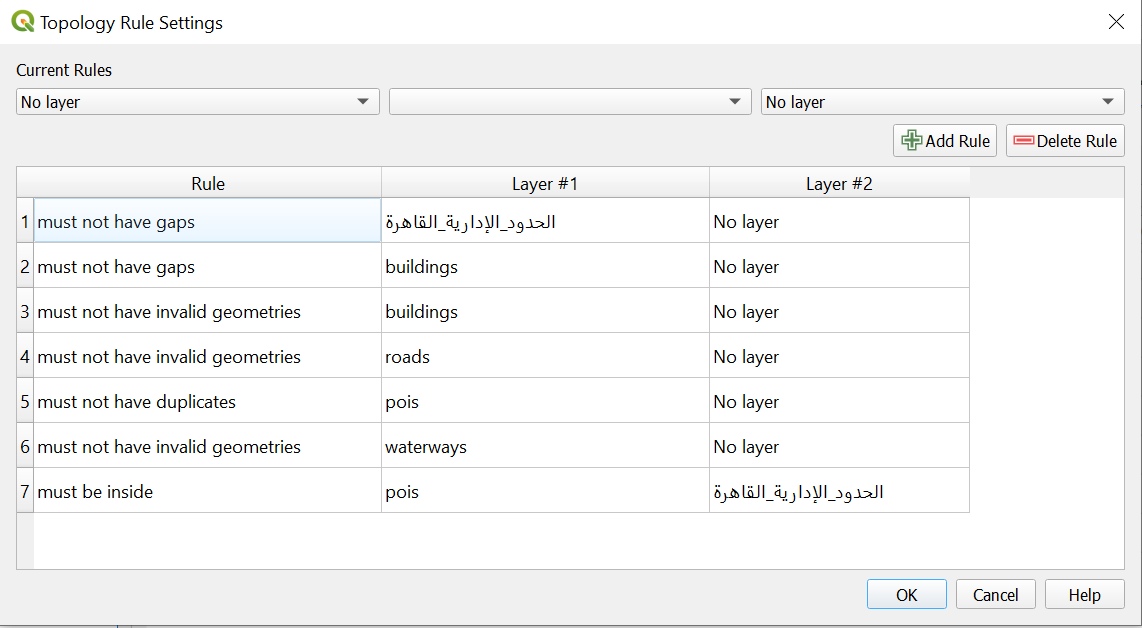 Topology Rule Settings
Current Rules
No layer No layer
Add Rule Delete Rule
Rule Layer #1 Layer #2
1 must not have gaps الحدود_الإدارية_القاهرة No layer
2 must not have gaps buildings No layer
3 must not have invalid geometries buildings No layer
4 must not have invalid geometries roads No layer
5 must not have duplicates pois No layer
6 must not have invalid geometries waterways No layer
7 must be inside pois الحدود_الإدارية_القاهرة
OK Cancel Help